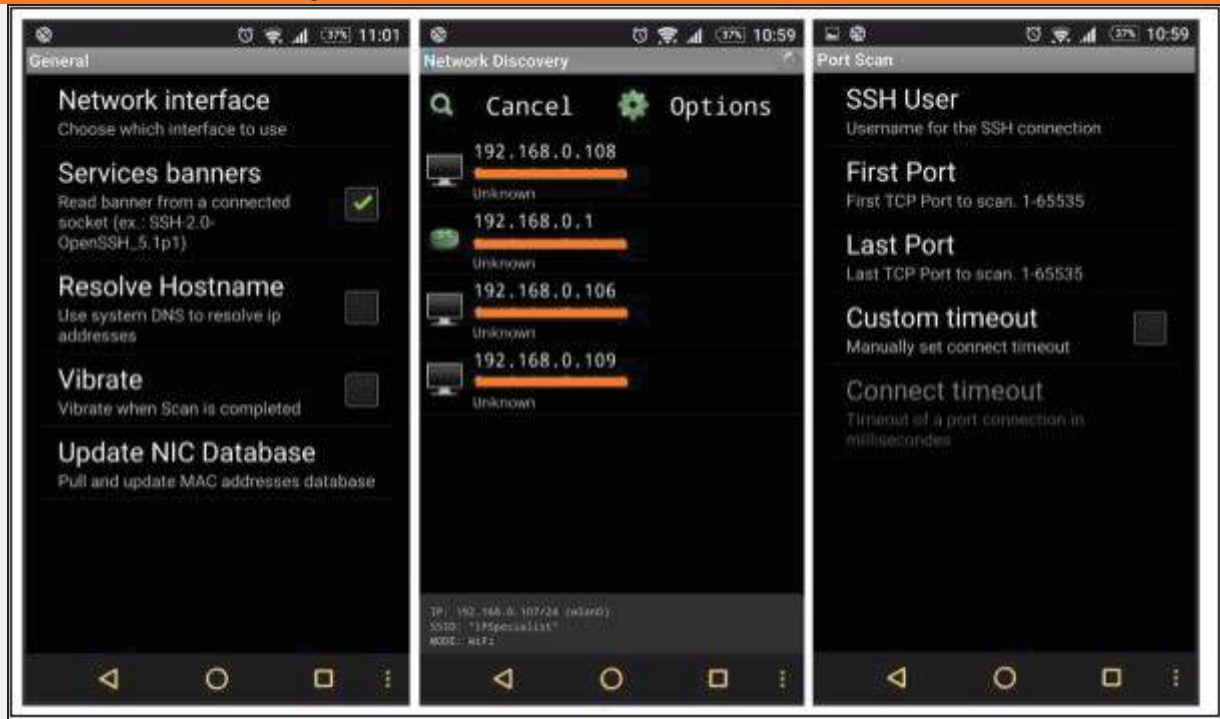 37% 11:01
General
Network interface
Choose which interface to use
Services banners
Read banner from a connected
socket (ex.: SSH-2.0-
OpenSSH_5.1p1)
Resolve Hostname
Use system DNS to resolve ip
addresses
Vibrate
Vibrate when Scan is completed
Update NIC Database
Pull and update MAC addresses database
37% 10:59
Network Discovery
Cancel Options
192.168.0.108
Unknown
192.168.0.1
Unknown
192.168.0.106
Unknown
192.168.0.109
Unknown
IP: 192.168.0.107/24 (wlan0)
SSID: "IPSpecialist"
MODE: WiFi
37% 10:59
Port Scan
SSH User
Username for the SSH connection
First Port
First TCP Port to scan. 1-65535
Last Port
Last TCP Port to scan. 1-65535
Custom timeout
Manually set connect timeout
Connect timeout
Timeout of a port connection in
millisecondes